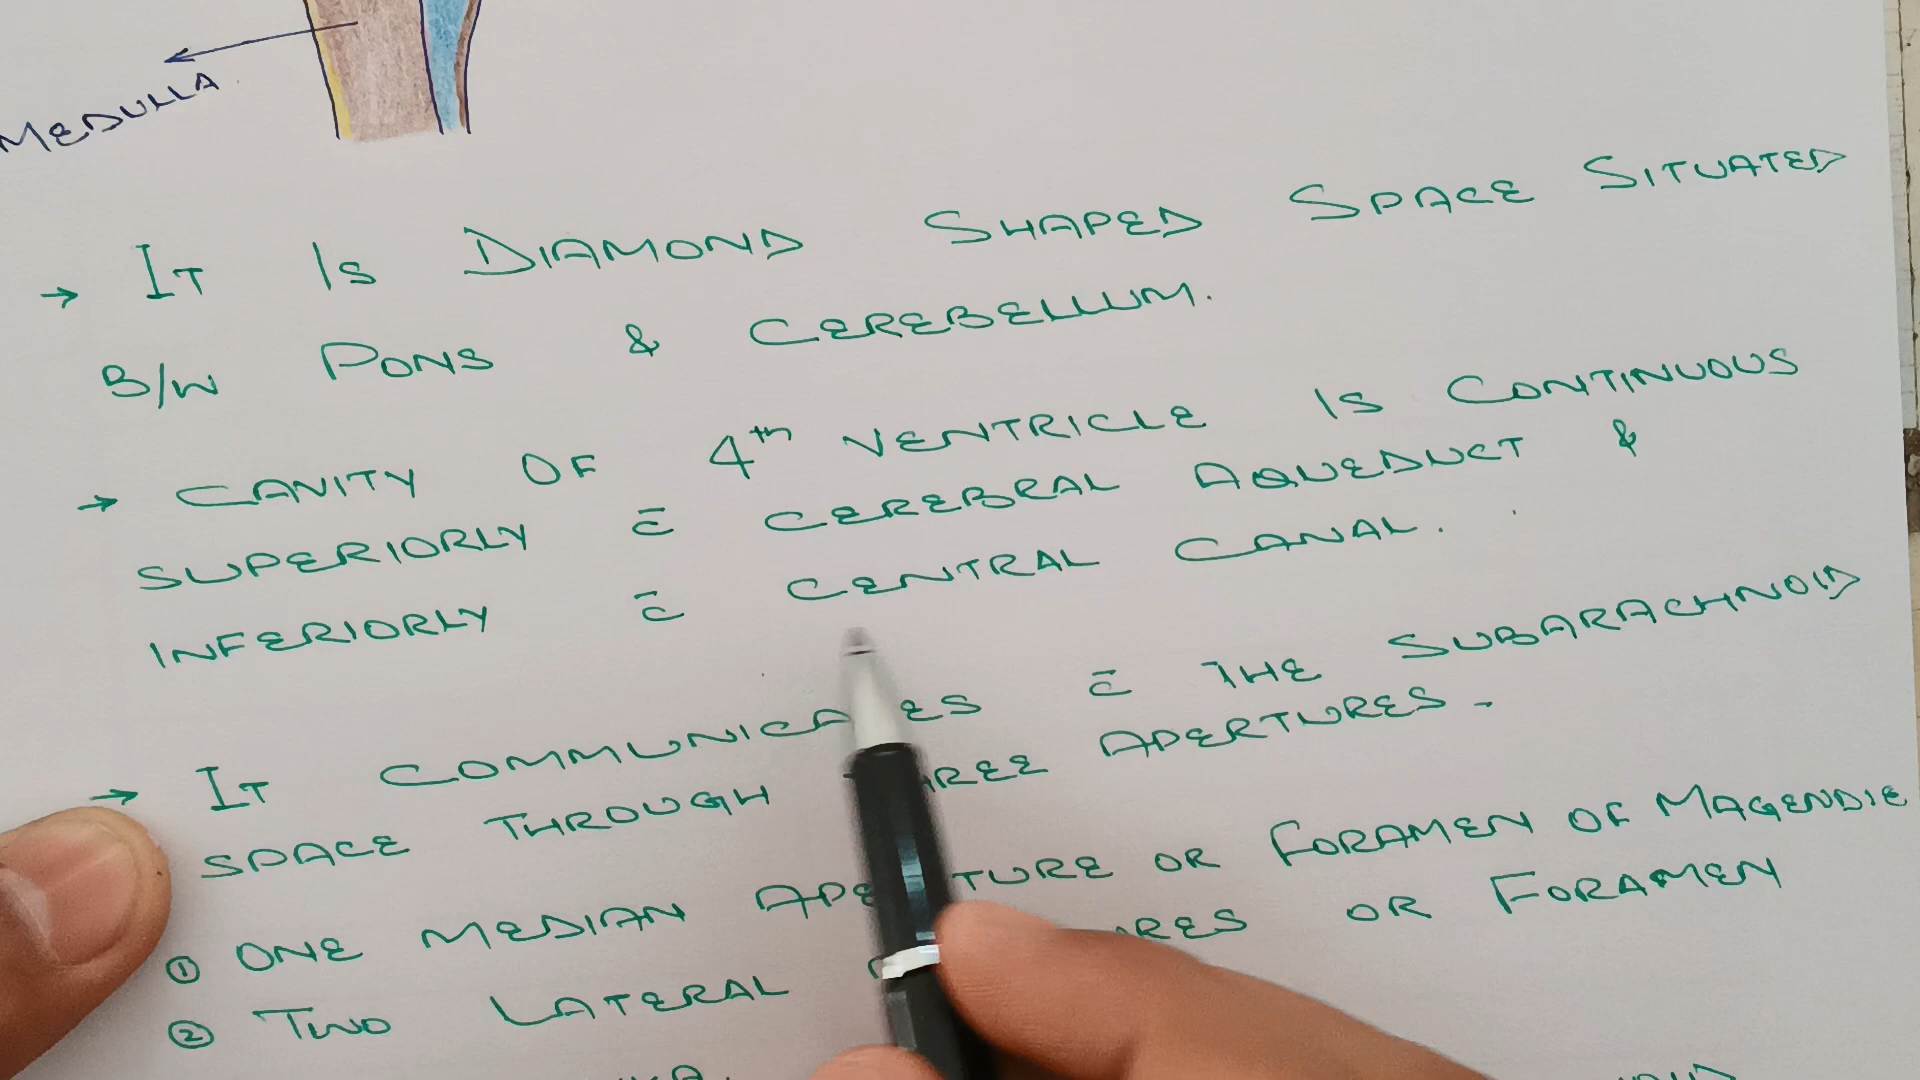 MEDULLA
→ IT IS DIAMOND SHAPED SPACE SITUATED
B/W PONS & CEREBELLUM.
→ CAVITY OF 4th VENTRICLE IS CONTINUOUS
SUPERIORLY c̄ CEREBRAL AQUEDUCT &
INFERIORLY c̄ CENTRAL CANAL.
→ IT COMMUNICATES c̄ THE SUBARACHNOID
SPACE THROUGH THREE APERTURES.
① ONE MEDIAN APERTURE OR FORAMEN OF MAGENDIE
② TWO LATERAL OR FORAMEN